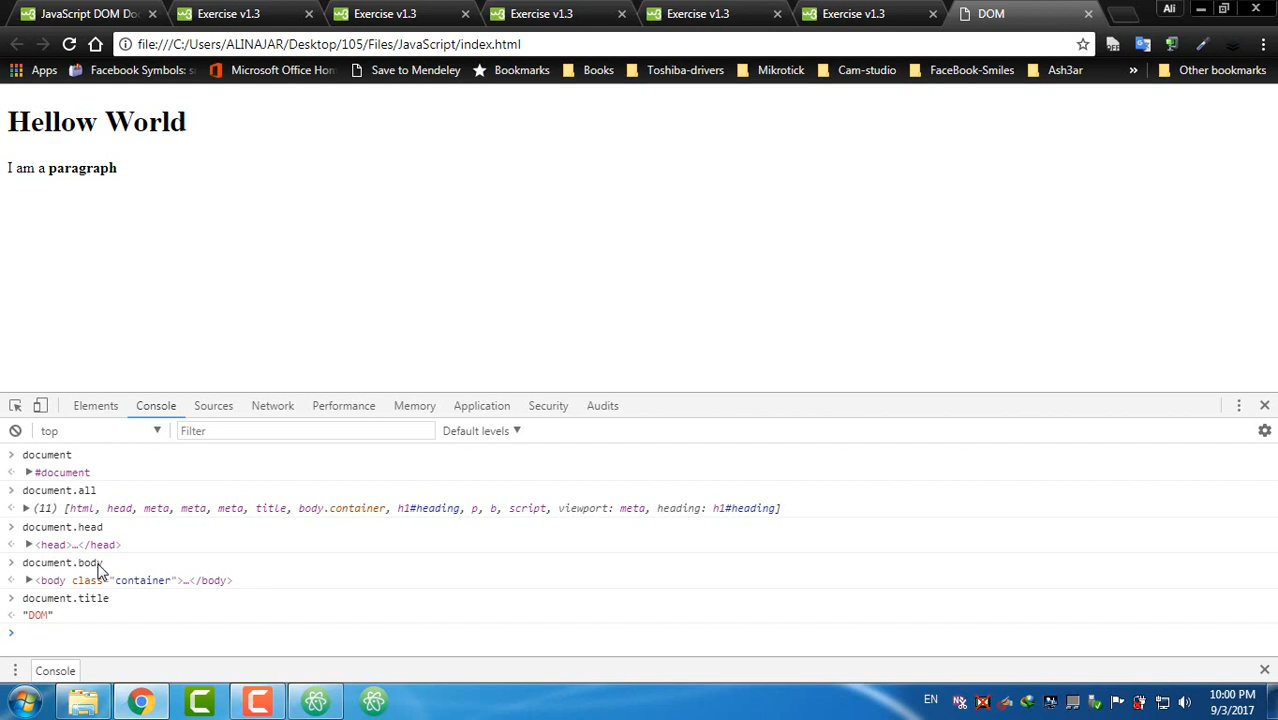 JavaScript DOM Do
Exercise v1.3
Exercise v1.3
Exercise v1.3
Exercise v1.3
Exercise v1.3
DOM
Ali
file:///C:/Users/ALINAJAR/Desktop/105/Files/JavaScript/index.html
Apps
Facebook Symbols: s
Microsoft Office Hom
Save to Mendeley
Bookmarks
Books
Toshiba-drivers
Mikrotick
Cam-studio
FaceBook-Smiles
Ash3ar
»
Other bookmarks
Hellow World
I am a paragraph
Elements
Console
Sources
Network
Performance
Memory
Application
Security
Audits
top
Filter
Default levels
document
#document
document.all
(11) [html, head, meta, meta, meta, title, body.container, h1#heading, p, b, script, viewport: meta, heading: h1#heading]
document.head
<head>…</head>
document.body
<body class="container">…</body>
document.title
"DOM"
Console
EN
10:00 PM
9/3/2017